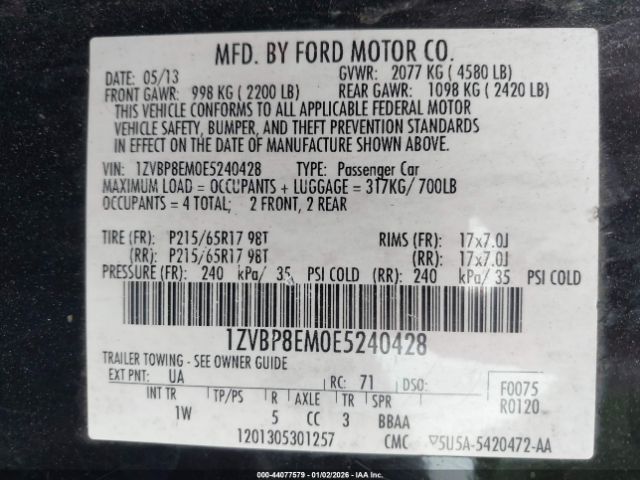 MFD. BY FORD MOTOR CO.
DATE: 05/13 GVWR: 2077 KG ( 4580 LB)
FRONT GAWR: 998 KG ( 2200 LB) REAR GAWR: 1098 KG ( 2420 LB)
THIS VEHICLE CONFORMS TO ALL APPLICABLE FEDERAL MOTOR
VEHICLE SAFETY, BUMPER, AND THEFT PREVENTION STANDARDS
IN EFFECT ON THE DATE OF MANUFACTURE SHOWN ABOVE.
VIN: 1ZVBP8EM0E5240428 TYPE: Passenger Car
MAXIMUM LOAD = OCCUPANTS + LUGGAGE = 317KG/ 700LB
OCCUPANTS = 4 TOTAL; 2 FRONT, 2 REAR
TIRE (FR): P215/65R17 98T RIMS (FR): 17x7.0J
(RR): P215/65R17 98T (RR): 17x7.0J
PRESSURE (FR): 240 kPa/ 35 PSI COLD (RR): 240 kPa/ 35 PSI COLD
1ZVBP8EM0E5240428
TRAILER TOWING - SEE OWNER GUIDE
EXT PNT: UA RC: 71 DSO: F0075
INT TR TP/PS R AXLE TR SPR R0120
1W 5 CC 3 BBAA
1201305301257 CMC ▽5U5A-5420472-AA
© IAA Stock: 44077579 | 01/02/2026 - Copart/IAA